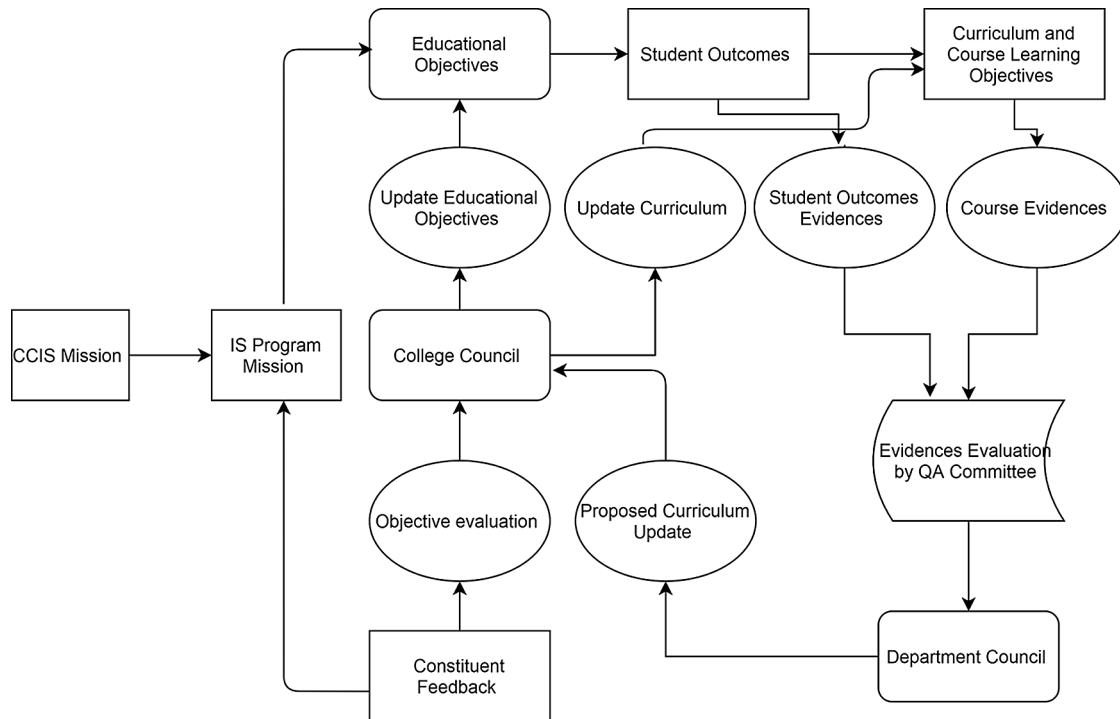 Educational
Objectives
Student Outcomes
Curriculum and
Course Learning
Objectives
Update Educational
Objectives
Update Curriculum
Student Outcomes
Evidences
Course Evidences
CCIS Mission
IS Program
Mission
College Council
Evidences Evaluation
by QA Committee
Objective evaluation
Proposed Curriculum
Update
Constituent
Feedback
Department Council